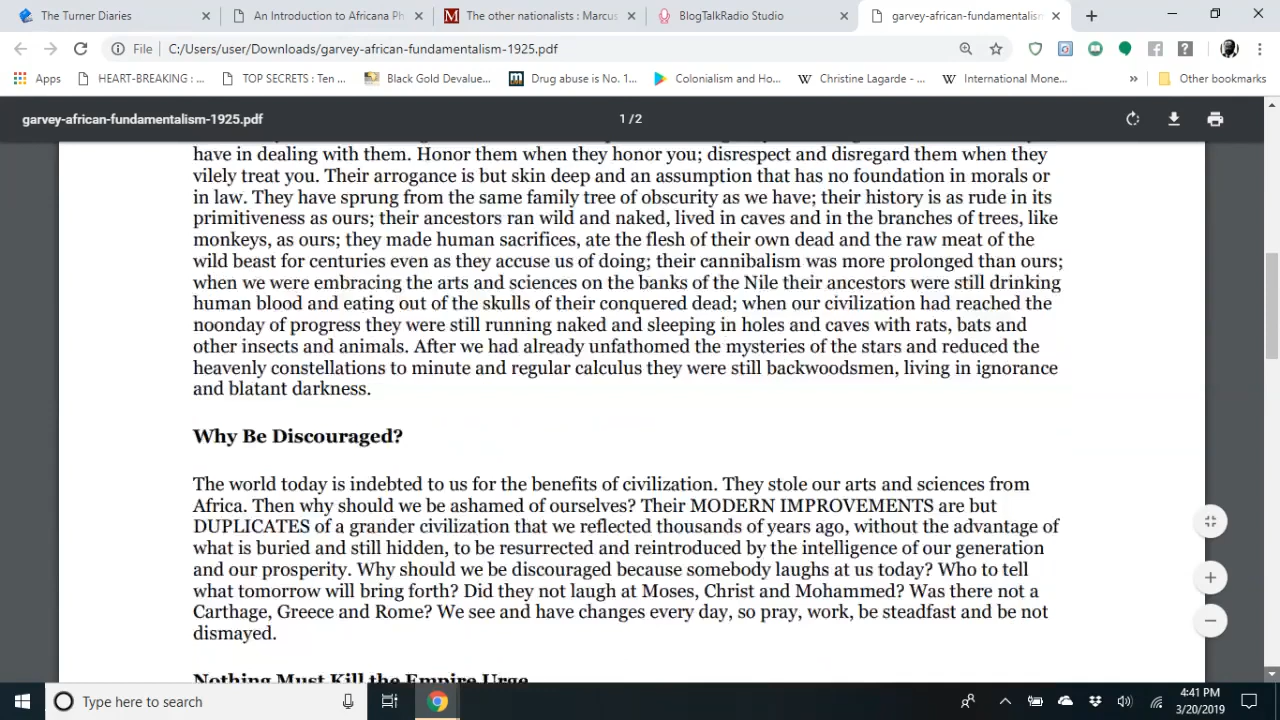 The Turner Diaries
An Introduction to Africana Ph
The other nationalists : Marcus
BlogTalkRadio Studio
garvey-african-fundamentalism
File
C:/Users/user/Downloads/garvey-african-fundamentalism-1925.pdf
Apps
HEART-BREAKING : ...
TOP SECRETS : Ten ...
Black Gold Devalue...
Drug abuse is No. 1...
Colonialism and Ho...
Christine Lagarde - ...
International Mone...
Other bookmarks
garvey-african-fundamentalism-1925.pdf
1 / 2
have in dealing with them. Honor them when they honor you; disrespect and disregard them when they
vilely treat you. Their arrogance is but skin deep and an assumption that has no foundation in morals or
in law. They have sprung from the same family tree of obscurity as we have; their history is as rude in its
primitiveness as ours; their ancestors ran wild and naked, lived in caves and in the branches of trees, like
monkeys, as ours; they made human sacrifices, ate the flesh of their own dead and the raw meat of the
wild beast for centuries even as they accuse us of doing; their cannibalism was more prolonged than ours;
when we were embracing the arts and sciences on the banks of the Nile their ancestors were still drinking
human blood and eating out of the skulls of their conquered dead; when our civilization had reached the
noonday of progress they were still running naked and sleeping in holes and caves with rats, bats and
other insects and animals. After we had already unfathomed the mysteries of the stars and reduced the
heavenly constellations to minute and regular calculus they were still backwoodsmen, living in ignorance
and blatant darkness.
Why Be Discouraged?
The world today is indebted to us for the benefits of civilization. They stole our arts and sciences from
Africa. Then why should we be ashamed of ourselves? Their MODERN IMPROVEMENTS are but
DUPLICATES of a grander civilization that we reflected thousands of years ago, without the advantage of
what is buried and still hidden, to be resurrected and reintroduced by the intelligence of our generation
and our prosperity. Why should we be discouraged because somebody laughs at us today? Who to tell
what tomorrow will bring forth? Did they not laugh at Moses, Christ and Mohammed? Was there not a
Carthage, Greece and Rome? We see and have changes every day, so pray, work, be steadfast and be not
dismayed.
Nothing Must Kill the Empire Urge
Type here to search
4:41 PM
3/20/2019